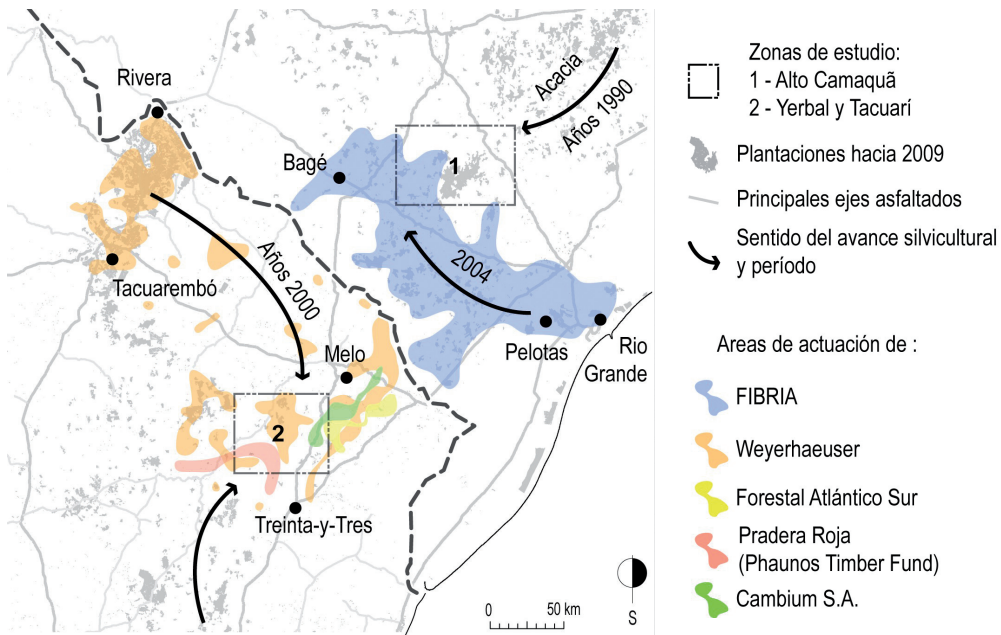 Rivera
Bagé
1
Acacia
Años 1990
Tacuarembó
Años 2000
2004
Melo
Pelotas
Rio
Grande
2
Treinta-y-Tres
0
50 km
S
Zonas de estudio:
1 - Alto Camaquã
2 - Yerbal y Tacuarí
Plantaciones hacia 2009
Principales ejes asfaltados
Sentido del avance silvicultural
y período
Areas de actuación de :
FIBRIA
Weyerhaeuser
Forestal Atlántico Sur
Pradera Roja
(Phaunos Timber Fund)
Cambium S.A.